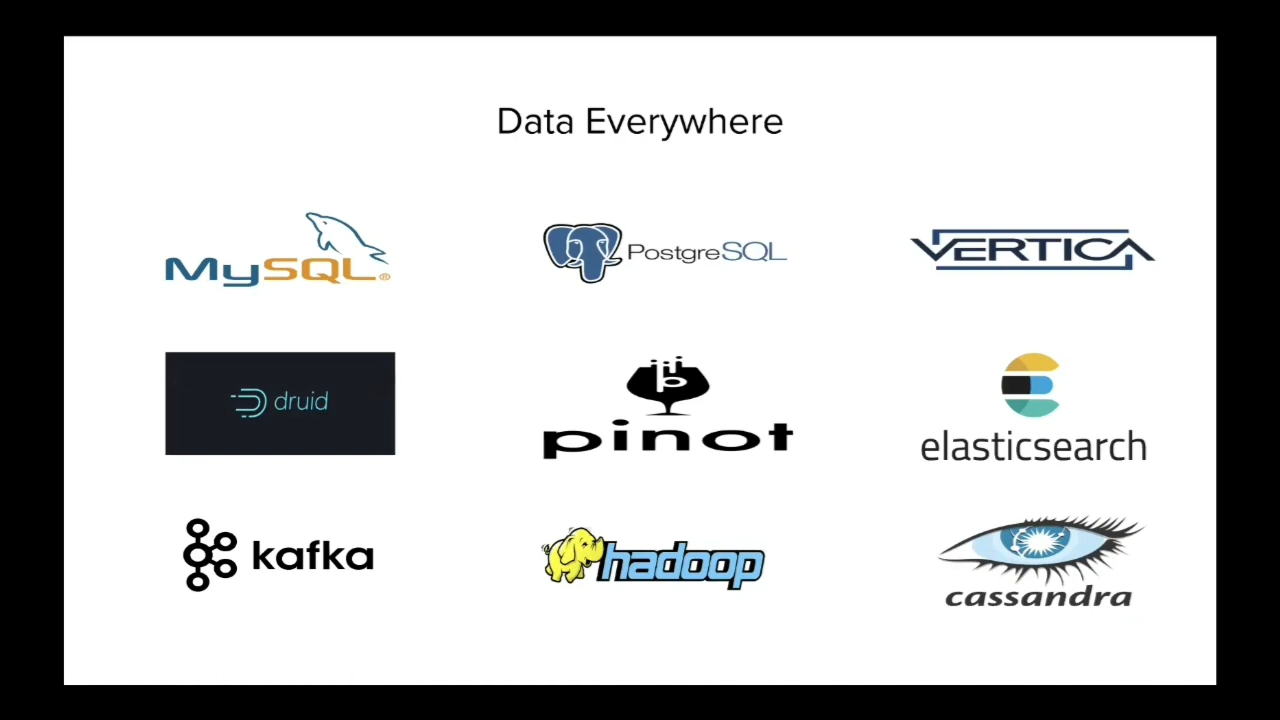 Data Everywhere
MySQL®
PostgreSQL
VERTICA
druid
pinot
elasticsearch
kafka
hadoop
cassandra